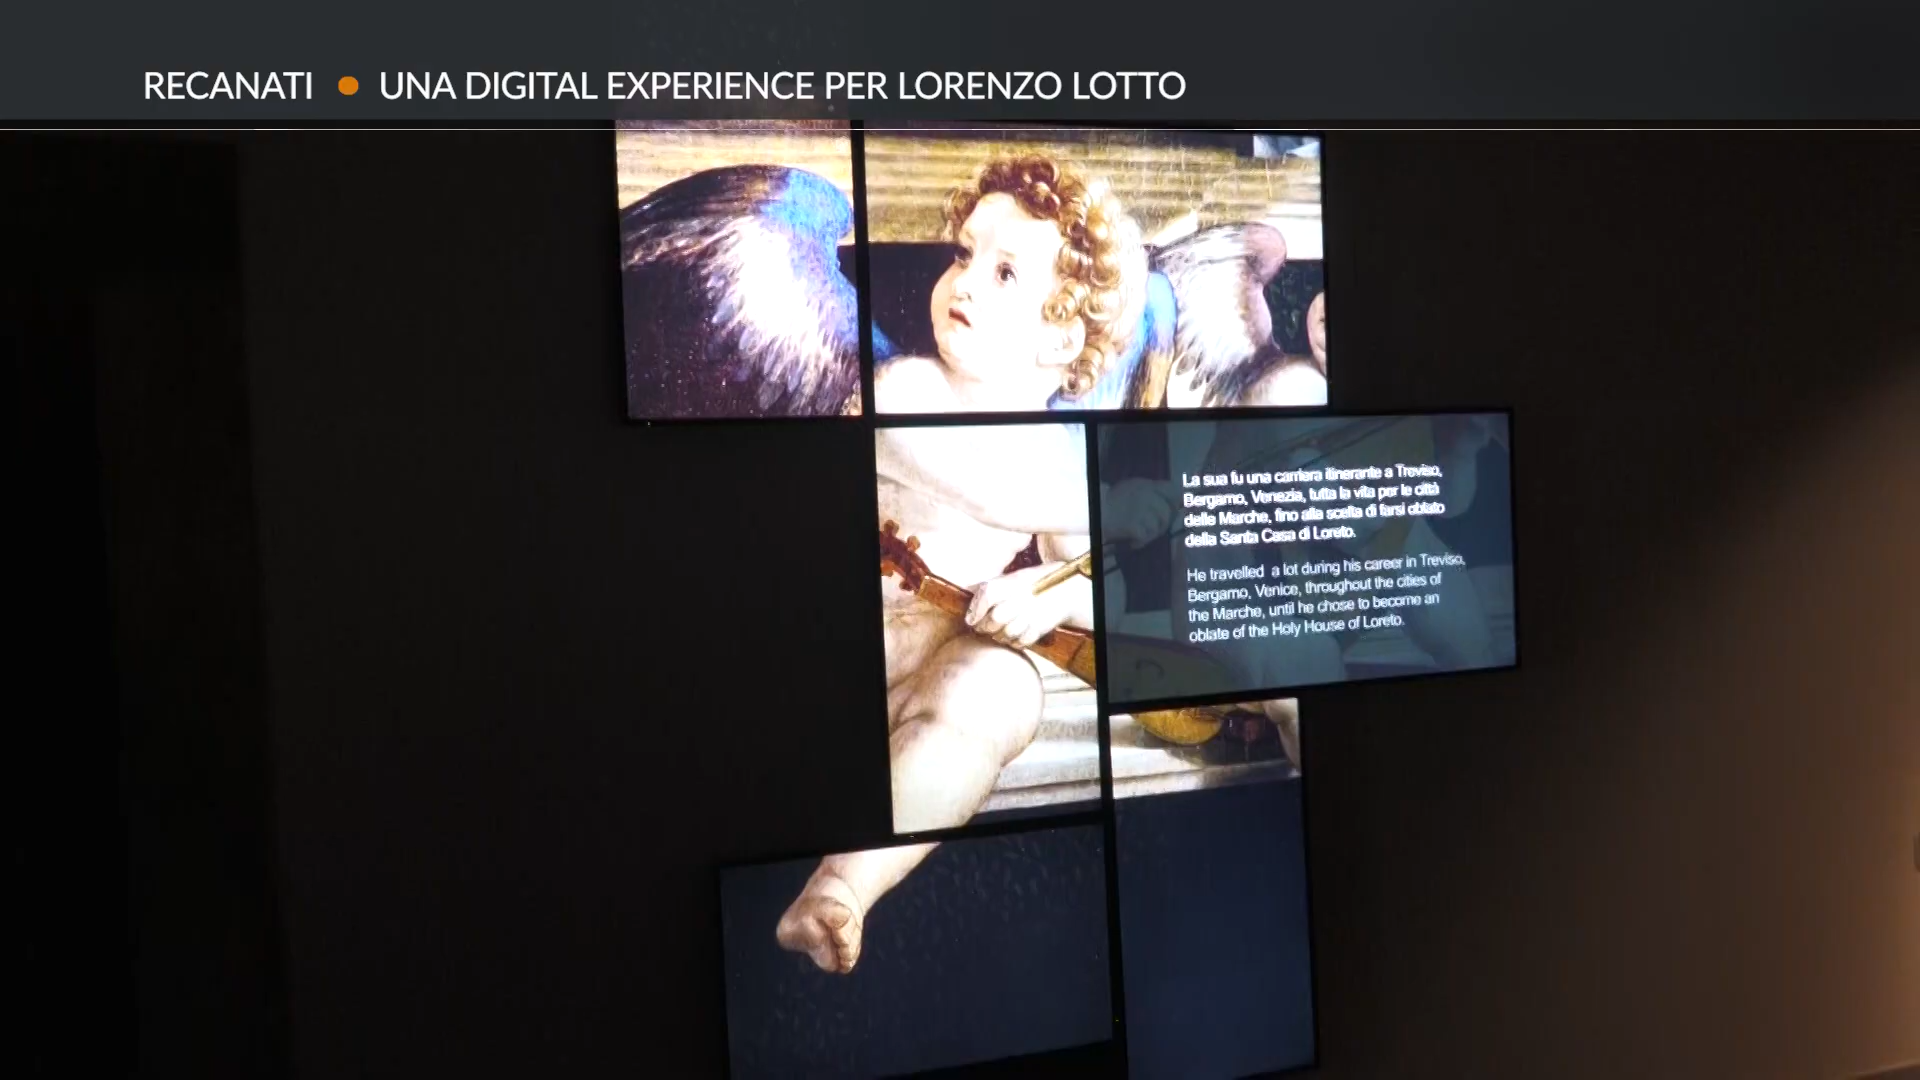 RECANATI • UNA DIGITAL EXPERIENCE PER LORENZO LOTTO
La sua fu una carriera itinerante a Treviso,
Bergamo, Venezia, tutta la vita per le città
delle Marche, fino alla scelta di farsi oblato
della Santa Casa di Loreto.
He travelled a lot during his career in Treviso,
Bergamo, Venice, throughout the cities of
the Marche, until he chose to become an
oblate of the Holy House of Loreto.